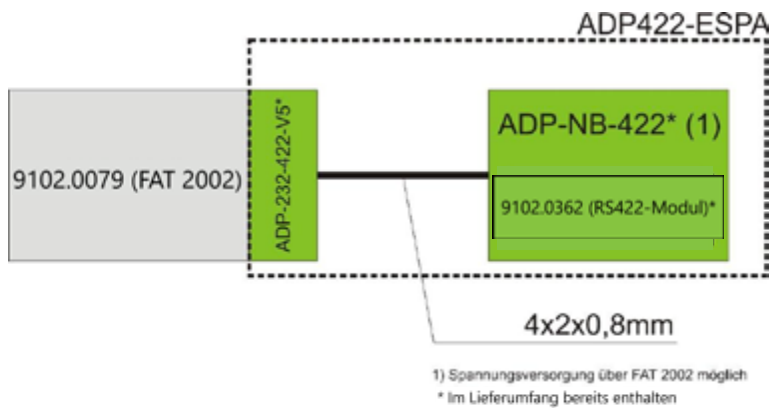 ADP422-ESPA
9102.0079 (FAT 2002)
ADP-232-422-V5*
ADP-NB-422* (1)
9102.0362 (RS422-Modul)*
4x2x0,8mm
1) Spannungsversorgung über FAT 2002 möglich
* Im Lieferumfang bereits enthalten